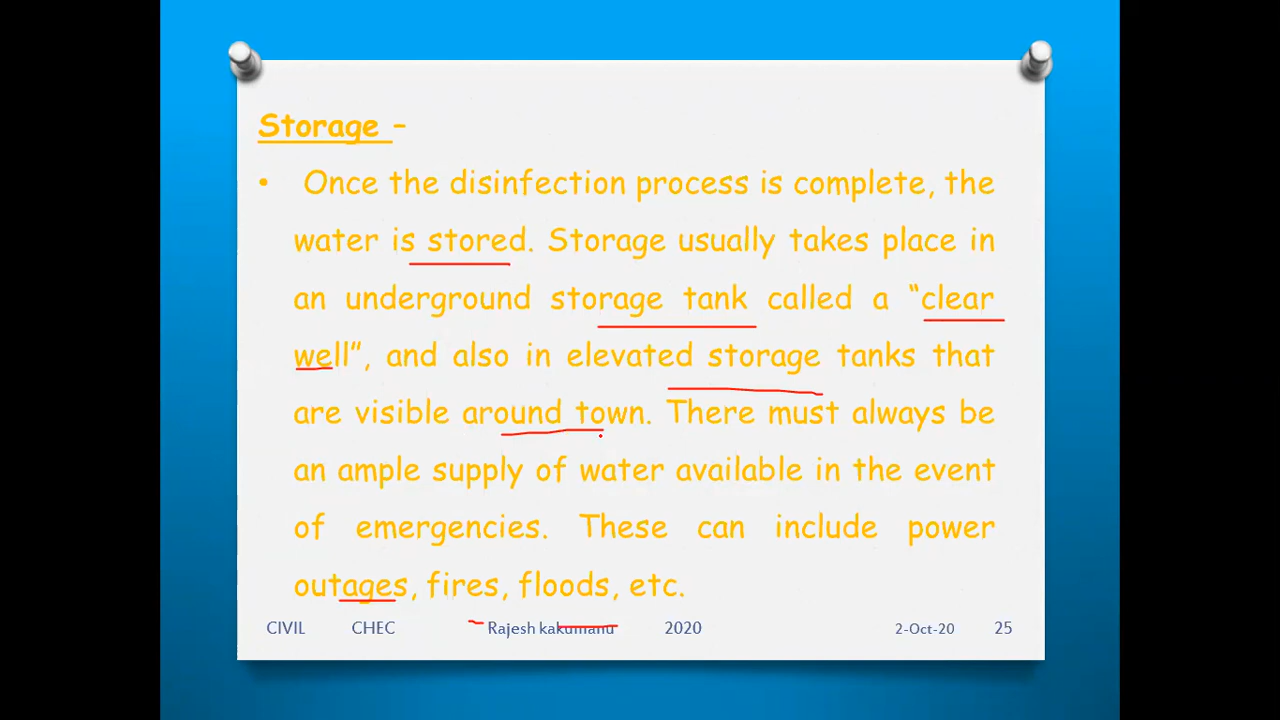 Storage -
• Once the disinfection process is complete, the
water is stored. Storage usually takes place in
an underground storage tank called a “clear
well”, and also in elevated storage tanks that
are visible around town. There must always be
an ample supply of water available in the event
of emergencies. These can include power
outages, fires, floods, etc.
CIVIL CHEC Rajesh kakumanu 2020 2-Oct-20 25